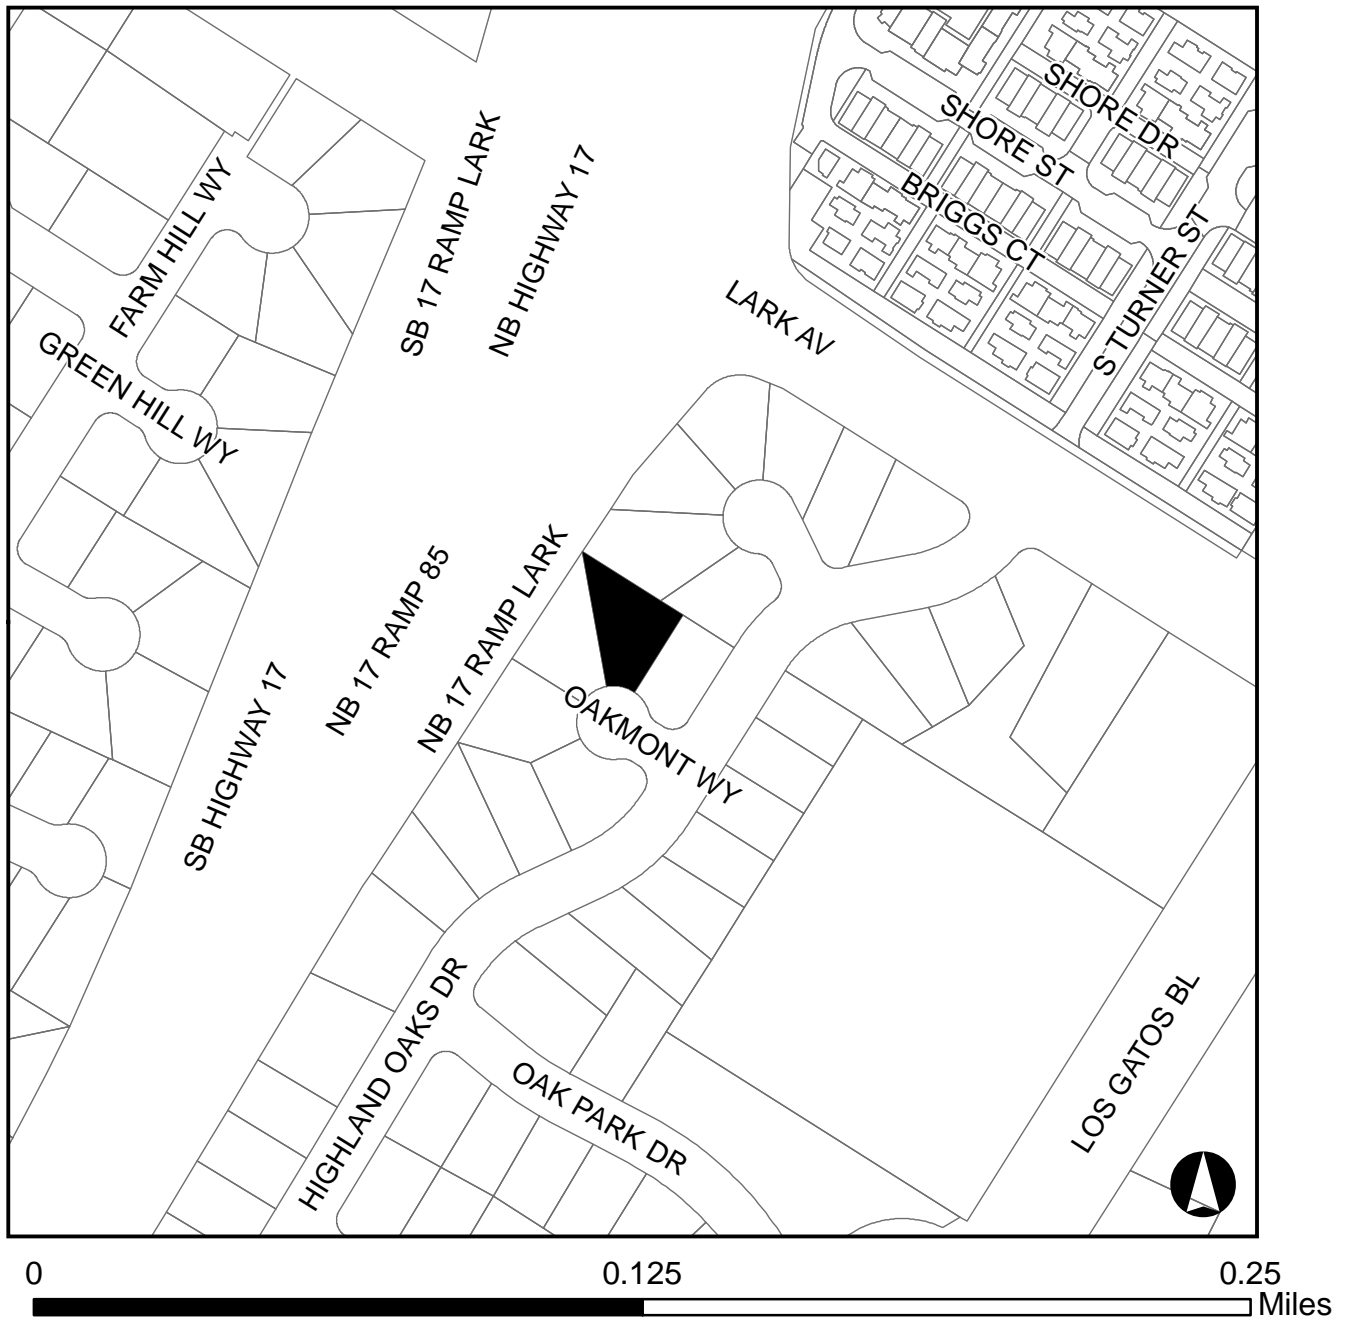 SHORE DR
SHORE ST
BRIGGS CT
S TURNER ST
SB 17 RAMP LARK
NB HIGHWAY 17
FARM HILL WY
LARK AV
GREEN HILL WY
NB 17 RAMP LARK
NB 17 RAMP 85
SB HIGHWAY 17
OAKMONT WY
HIGHLAND OAKS DR
LOS GATOS BL
OAK PARK DR
0 0.125 0.25
Miles